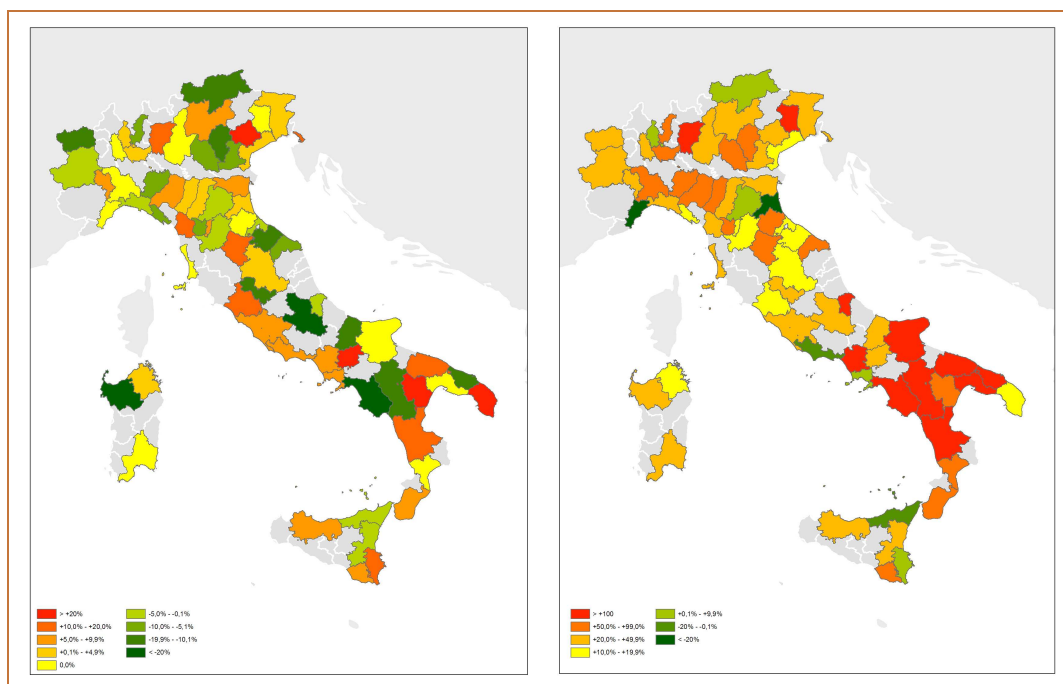 > +20%
+10,0% - +20,0%
+5,0% - +9,9%
+0,1% - +4,9%
0,0%
-5,0% - -0,1%
-10,0% - -5,1%
-19,9% - -10,1%
< -20%
> +100
+50,0% - +99,0%
+20,0% - +49,9%
+10,0% - +19,9%
+0,1% - +9,9%
-20% - -0,1%
< -20%